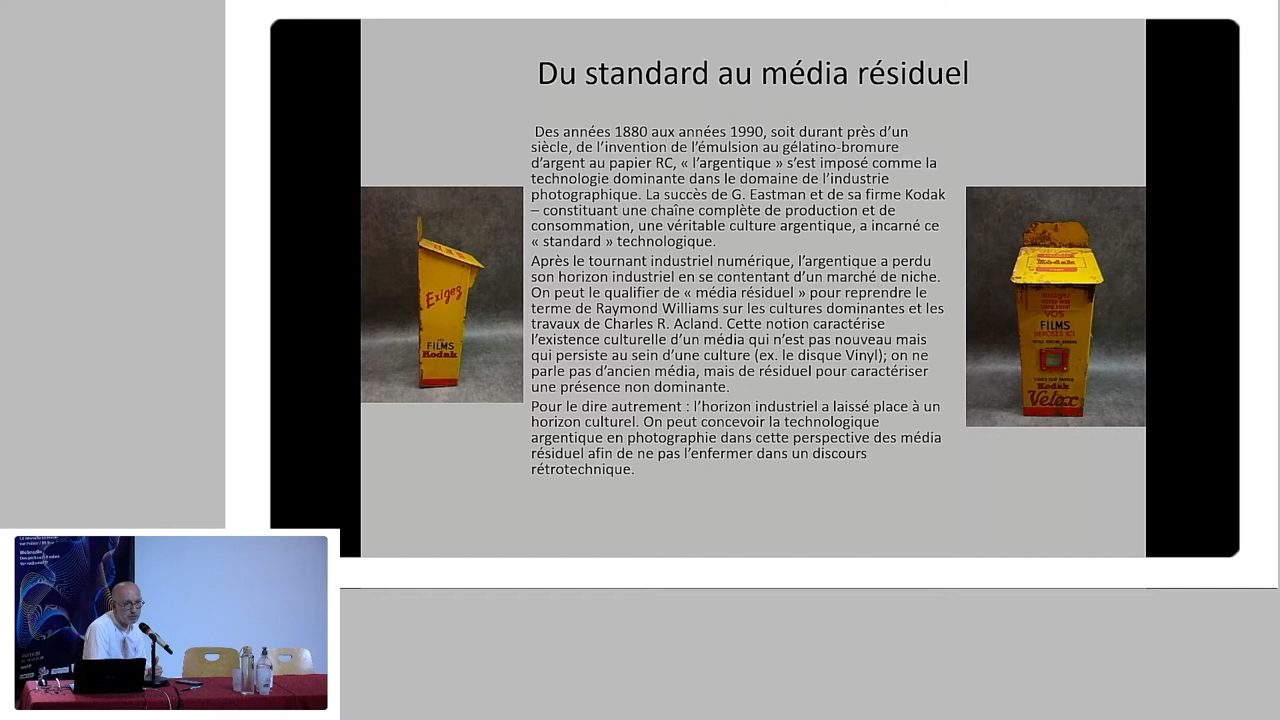 Du standard au média résiduel
Des années 1880 aux années 1990, soit durant près d'un
siècle, de l'invention de l'émulsion au gélatino-bromure
d'argent au papier RC, « l'argentique » s'est imposé comme la
technologie dominante dans le domaine de l'industrie
photographique. La succès de G. Eastman et de sa firme Kodak
– constituant une chaîne complète de production et de
consommation, une véritable culture argentique, a incarné ce
« standard » technologique.
Après le tournant industriel numérique, l'argentique a perdu
son horizon industriel en se contentant d'un marché de niche.
On peut le qualifier de « média résiduel » pour reprendre le
terme de Raymond Williams sur les cultures dominantes et les
travaux de Charles R. Acland. Cette notion caractérise
l'existence culturelle d'un média qui n'est pas nouveau mais
qui persiste au sein d'une culture (ex. le disque Vinyl); on ne
parle pas d'ancien média, mais de résiduel pour caractériser
une présence non dominante.
Pour le dire autrement : l'horizon industriel a laissé place à un
horizon culturel. On peut concevoir la technologique
argentique en photographie dans cette perspective des média
résiduel afin de ne pas l'enfermer dans un discours
rétrotechnique.
Exigez
LES
FILMS
Kodak
VOS
FILMS
DÉPOSÉS ICI
TIRÉS SUR PAPIER
Kodak
Velox